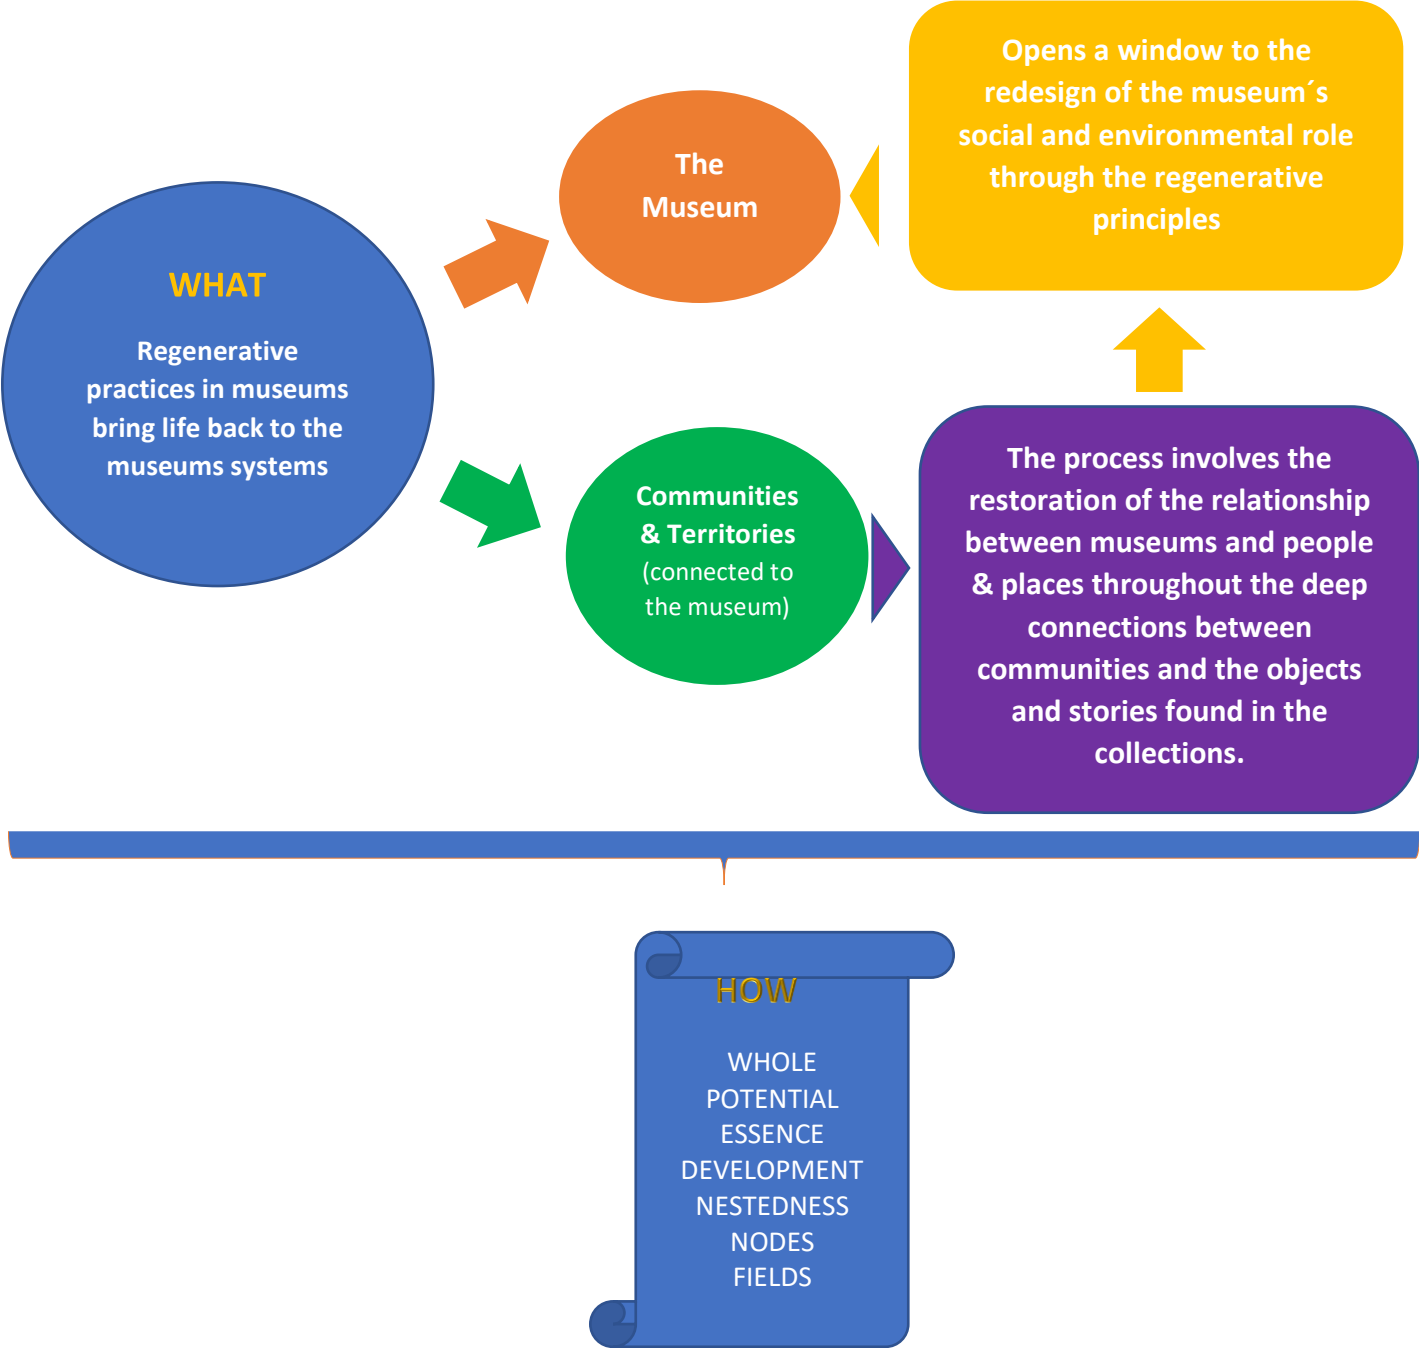 WHAT
Regenerative
practices in museums
bring life back to the
museums systems
The
Museum
Communities
& Territories
(connected to
the museum)
Opens a window to the
redesign of the museum´s
social and environmental role
through the regenerative
principles
The process involves the
restoration of the relationship
between museums and people
& places throughout the deep
connections between
communities and the objects
and stories found in the
collections.
HOW
WHOLE
POTENTIAL
ESSENCE
DEVELOPMENT
NESTEDNESS
NODES
FIELDS